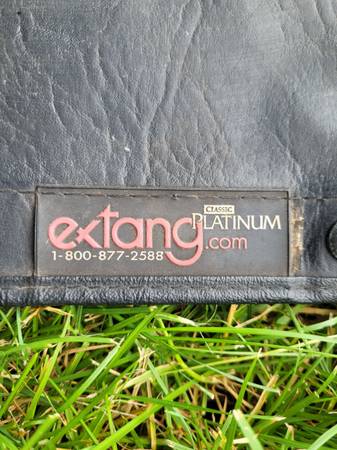 CLASSIC
PLATINUM
extang.com
1-800-877-2588